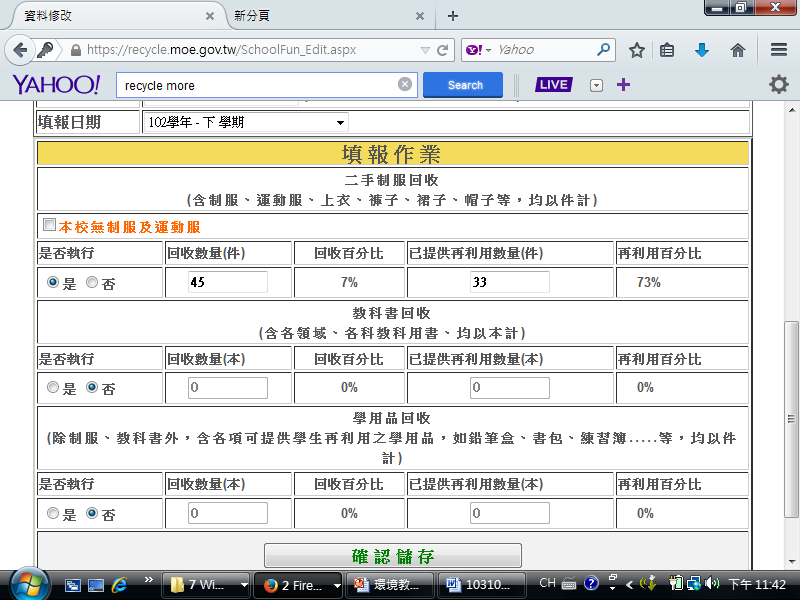 資料修改
新分頁
https://recycle.moe.gov.tw/SchoolFun_Edit.aspx
Yahoo
YAHOO!
recycle more
Search
LIVE
填報日期
102學年 - 下 學期
填報作業
二手制服回收
(含制服、運動服、上衣、褲子、裙子、帽子等，均以件計)
本校無制服及運動服
是否執行 回收數量(件) 回收百分比 已提供再利用數量(件) 再利用百分比
是 否 45 7% 33 73%
教科書回收
(含各領域、各科教科用書、均以本計)
是否執行 回收數量(本) 回收百分比 已提供再利用數量(本) 再利用百分比
是 否 0 0% 0 0%
學用品回收
(除制服、教科書外，含各項可提供學生再利用之學用品，如鉛筆盒、書包、練習簿.....等，均以件
計)
是否執行 回收數量(本) 回收百分比 已提供再利用數量(本) 再利用百分比
是 否 0 0% 0 0%
確認儲存
7 Wi... 2 Fire... 環境教... 10310... CH 下午 11:42